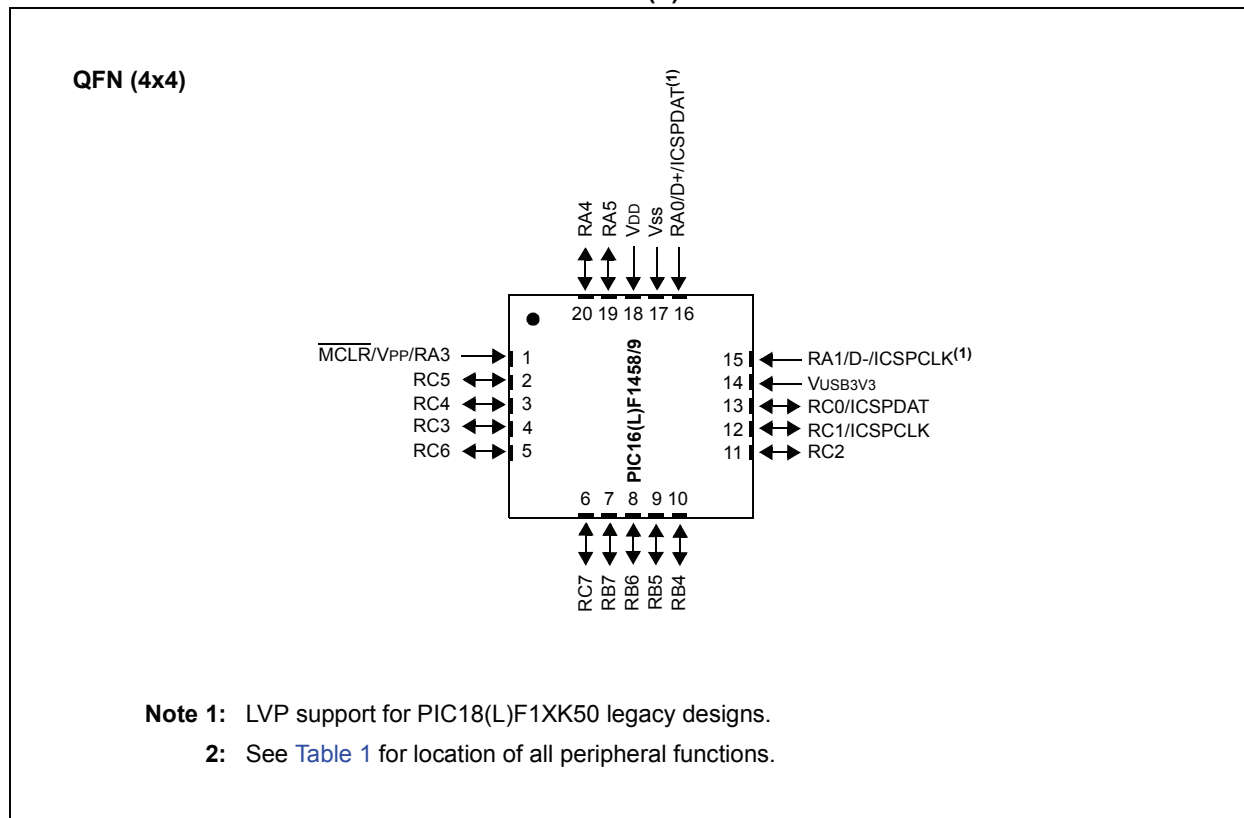 QFN (4x4)
RA4
RA5
VDD
Vss
RA0/D+/ICSPDAT(1)
20 19 18 17 16
MCLR/VPP/RA3 1
RC5 2
RC4 3
RC3 4
RC6 5
PIC16(L)F1458/9
15 RA1/D-/ICSPCLK(1)
14 VUSB3V3
13 RC0/ICSPDAT
12 RC1/ICSPCLK
11 RC2
6 7 8 9 10
RC7
RB7
RB6
RB5
RB4
Note 1: LVP support for PIC18(L)F1XK50 legacy designs.
2: See Table 1 for location of all peripheral functions.